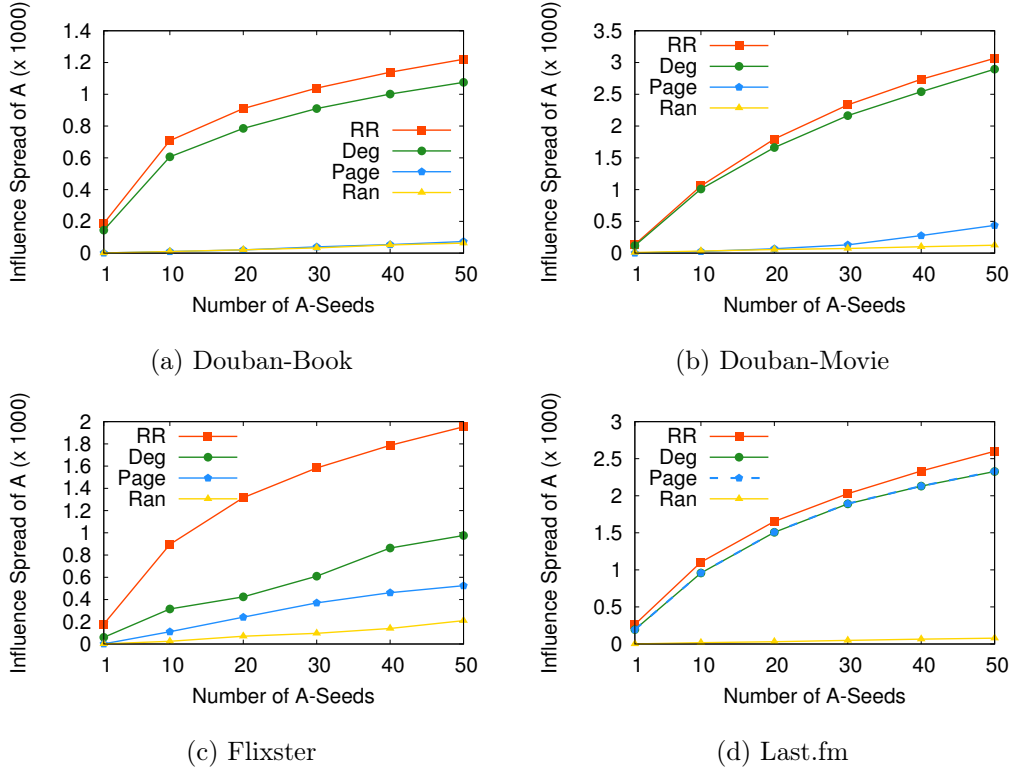 Influence Spread of A (x 1000)
1.4
1.2
1
0.8
0.6
0.4
0.2
0
RR
Deg
Page
Ran
1 10 20 30 40 50
Number of A-Seeds
(a) Douban-Book
Influence Spread of A (x 1000)
3.5
3
2.5
2
1.5
1
0.5
0
RR
Deg
Page
Ran
1 10 20 30 40 50
Number of A-Seeds
(b) Douban-Movie
Influence Spread of A (x 1000)
2
1.8
1.6
1.4
1.2
1
0.8
0.6
0.4
0.2
0
RR
Deg
Page
Ran
1 10 20 30 40 50
Number of A-Seeds
(c) Flixster
Influence Spread of A (x 1000)
3
2.5
2
1.5
1
0.5
0
RR
Deg
Page
Ran
1 10 20 30 40 50
Number of A-Seeds
(d) Last.fm